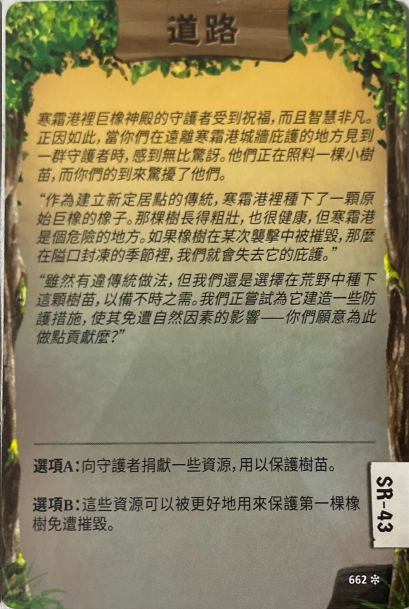 道路
寒霜港裡巨橡神殿的守護者受到祝福，而且智慧非凡。
正因如此，當你們在遠離寒霜港城牆庇護的地方見到
一群守護者時，感到無比驚訝。他們正在照料一棵小樹
苗，而你們的到來驚擾了他們。
“作為建立新定居點的傳統，寒霜港裡種下了一顆原
始巨橡的橡子。那棵樹長得粗壯，也很健康，但寒霜港
是個危險的地方。如果橡樹在某次襲擊中被摧毀，那麼
在隘口封凍的季節裡，我們就會失去它的庇護。”
“雖然有違傳統做法，但我們還是選擇在荒野中種下
這顆樹苗，以備不時之需。我們正嘗試為它建造一些防
護措施，使其免遭自然因素的影響——你們願意為此
做點貢獻麼？”
選項A：向守護者捐獻一些資源，用以保護樹苗。
選項B：這些資源可以被更好地用來保護第一棵橡
樹免遭摧毀。
SR-43
662 ✼